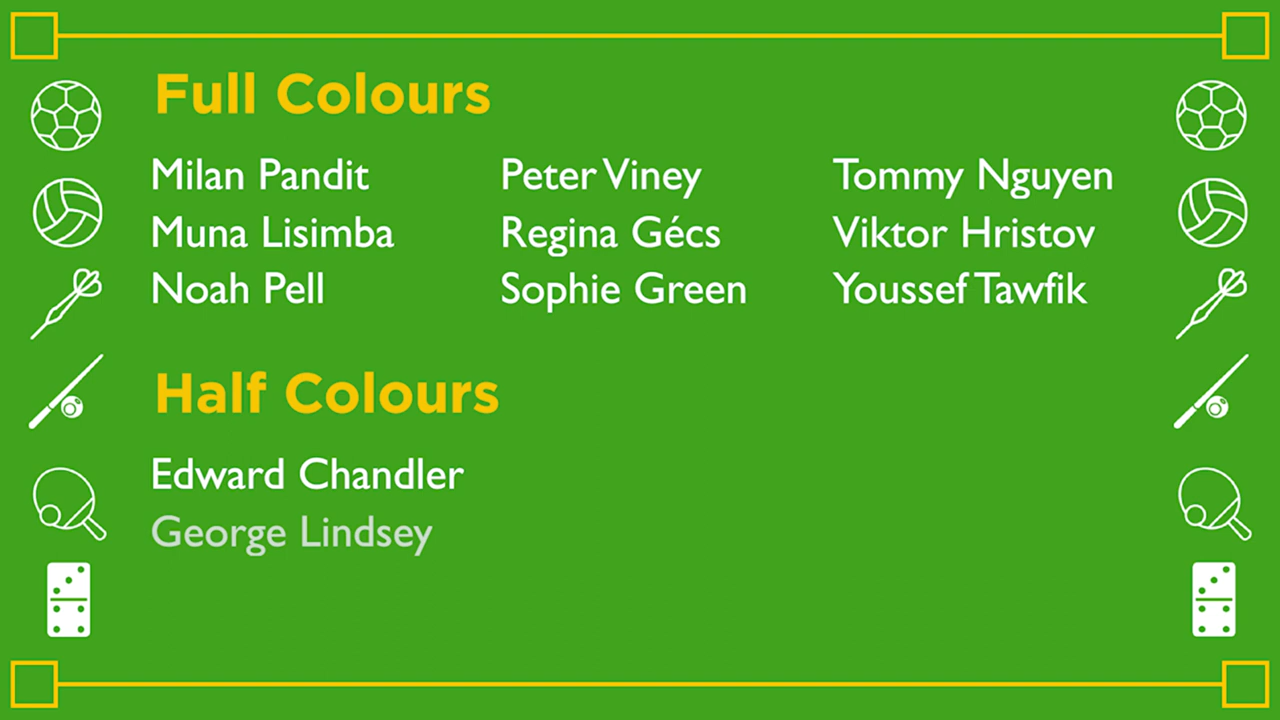 Full Colours
Milan Pandit Peter Viney Tommy Nguyen
Muna Lisimba Regina Gécs Viktor Hristov
Noah Pell Sophie Green Youssef Tawfik
Half Colours
Edward Chandler
George Lindsey